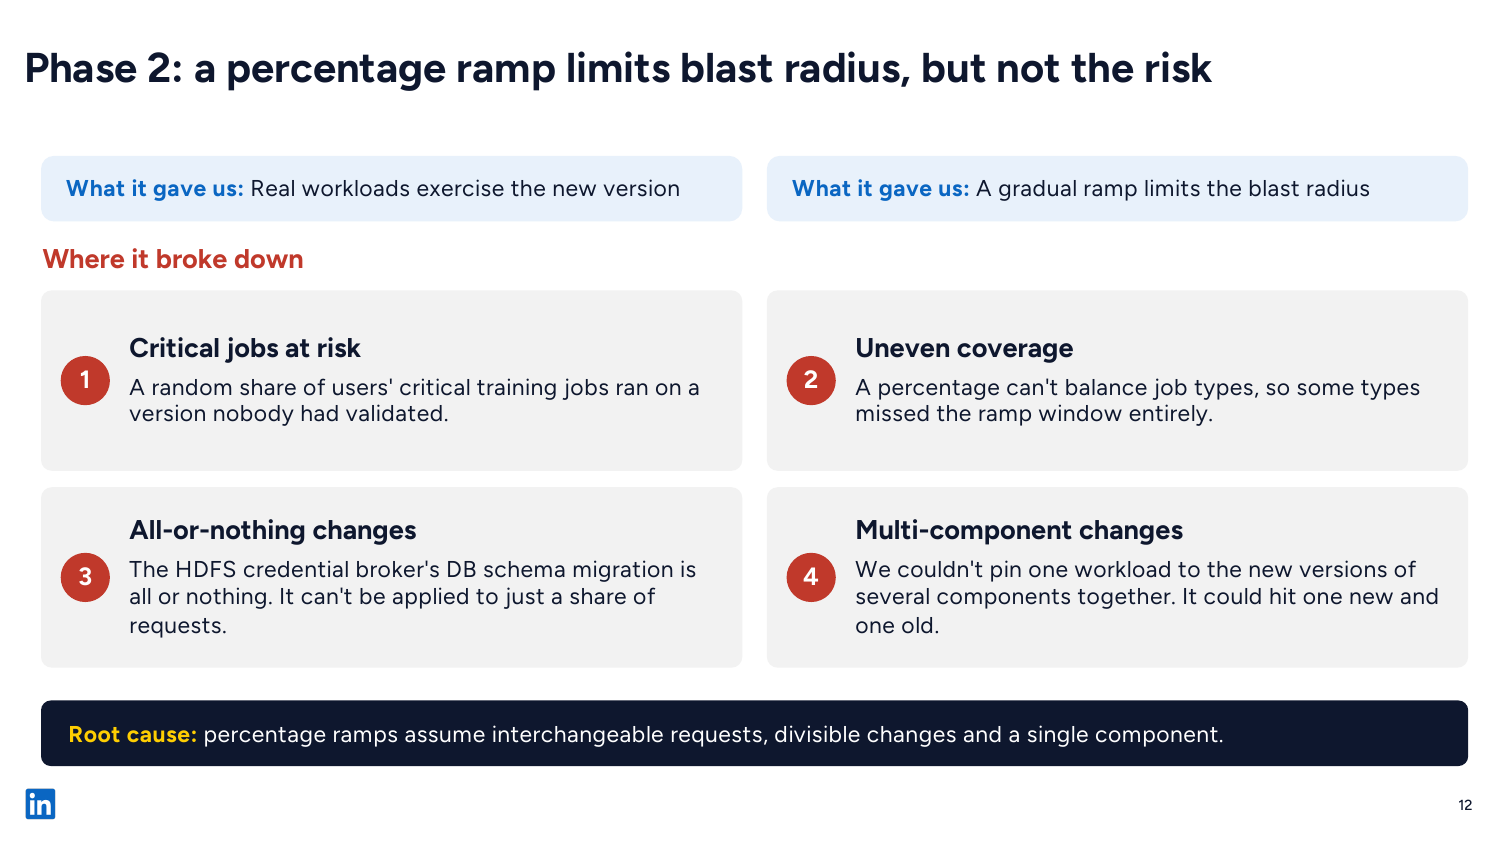 Phase 2: a percentage ramp limits blast radius, but not the risk
What it gave us: Real workloads exercise the new version
What it gave us: A gradual ramp limits the blast radius
Where it broke down
1
Critical jobs at risk
A random share of users' critical training jobs ran on a
version nobody had validated.
2
Uneven coverage
A percentage can't balance job types, so some types
missed the ramp window entirely.
3
All-or-nothing changes
The HDFS credential broker's DB schema migration is
all or nothing. It can't be applied to just a share of
requests.
4
Multi-component changes
We couldn't pin one workload to the new versions of
several components together. It could hit one new and
one old.
Root cause: percentage ramps assume interchangeable requests, divisible changes and a single component.
in
12